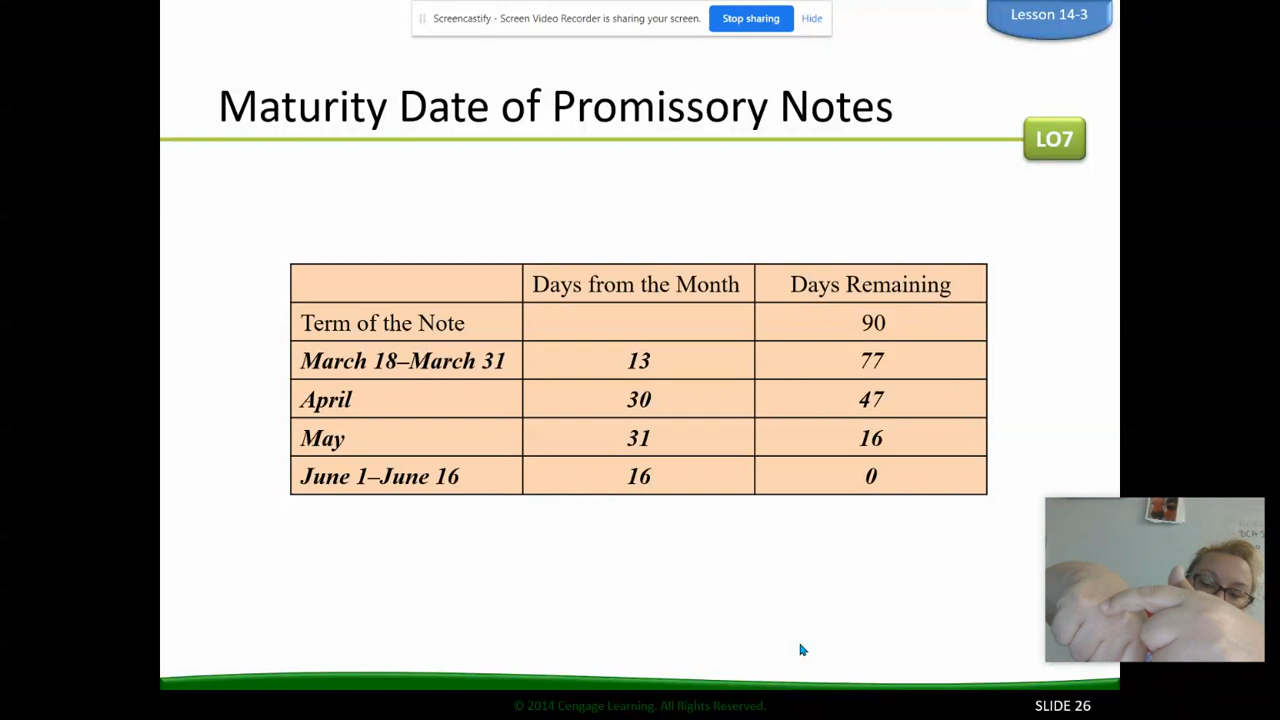 Screencastify - Screen Video Recorder is sharing your screen. Stop sharing Hide
Lesson 14-3
Maturity Date of Promissory Notes
LO7
Days from the Month Days Remaining
Term of the Note 90
March 18–March 31 13 77
April 30 47
May 31 16
June 1–June 16 16 0
© 2014 Cengage Learning. All Rights Reserved.
SLIDE 26